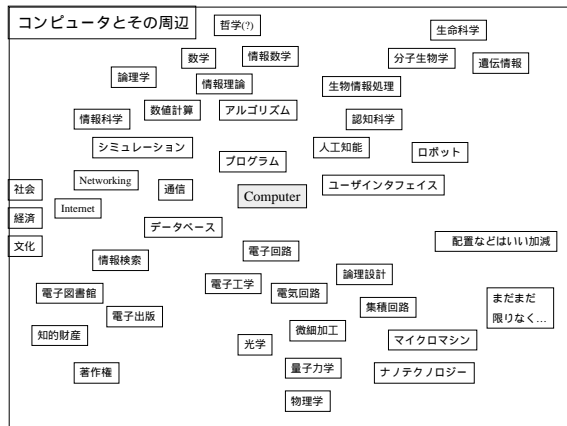 コンピュータとその周辺
哲学(?)
生命科学
数学
情報数学
分子生物学
遺伝情報
論理学
情報理論
生物情報処理
数値計算
アルゴリズム
情報科学
認知科学
シミュレーション
人工知能
ロボット
プログラム
Networking
通信
ユーザインタフェイス
社会
Computer
Internet
経済
データベース
文化
配置などはいい加減
電子回路
情報検索
論理設計
電子工学
電子図書館
電気回路
まだまだ
限りなく…
集積回路
電子出版
微細加工
知的財産
マイクロマシン
光学
量子力学
著作権
ナノテクノロジー
物理学